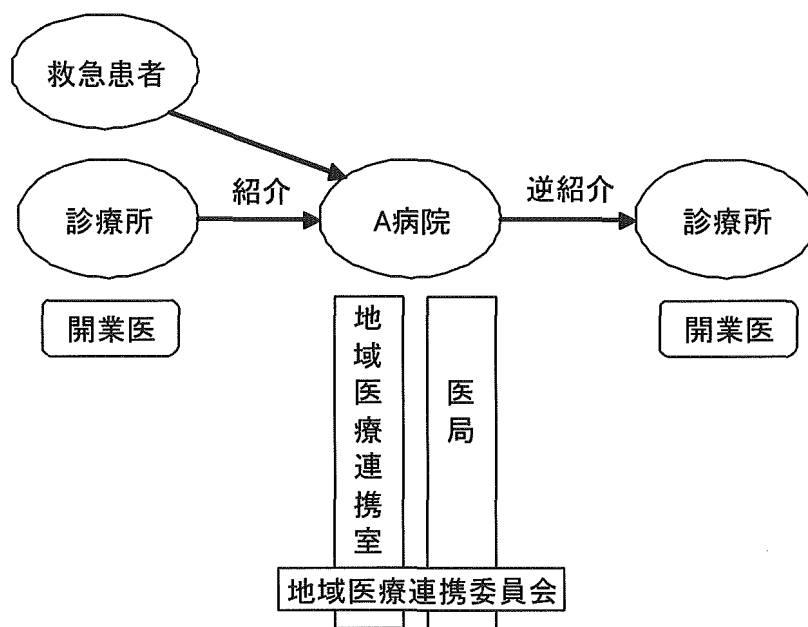 救急患者
診療所
紹介
A病院
逆紹介
診療所
開業医
開業医
地域医療連携室
医局
地域医療連携委員会